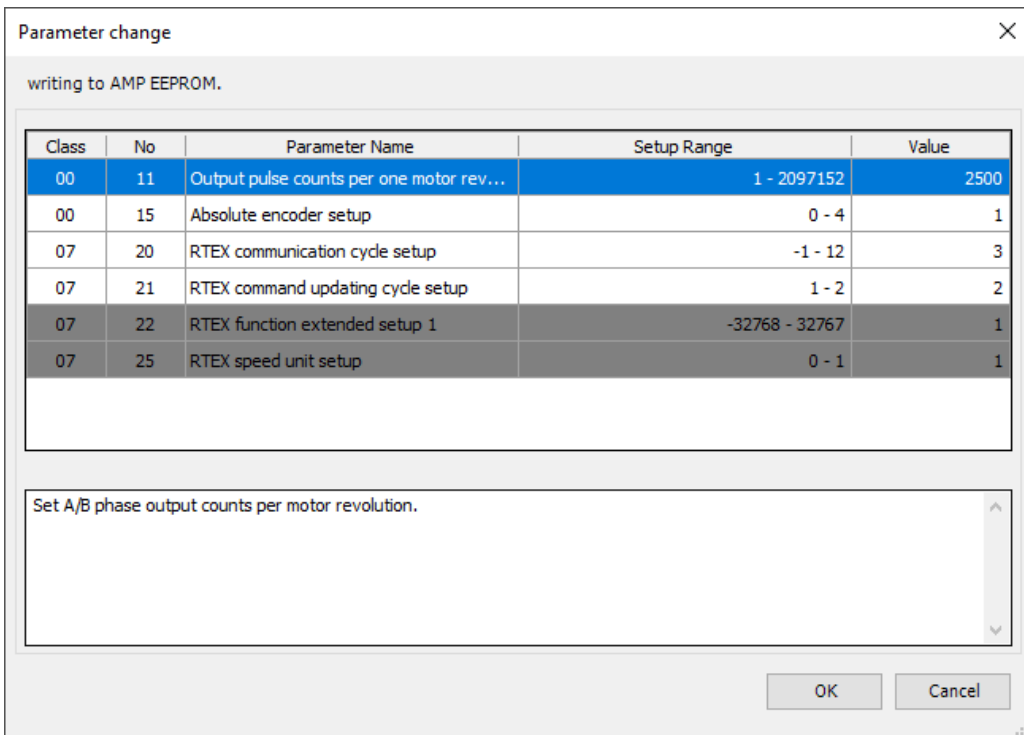 Parameter change
writing to AMP EEPROM.
Class No Parameter Name Setup Range Value
00 11 Output pulse counts per one motor rev... 1 - 2097152 2500
00 15 Absolute encoder setup 0 - 4 1
07 20 RTEX communication cycle setup -1 - 12 3
07 21 RTEX command updating cycle setup 1 - 2 2
07 22 RTEX function extended setup 1 -32768 - 32767 1
07 25 RTEX speed unit setup 0 - 1 1
Set A/B phase output counts per motor revolution.
OK Cancel